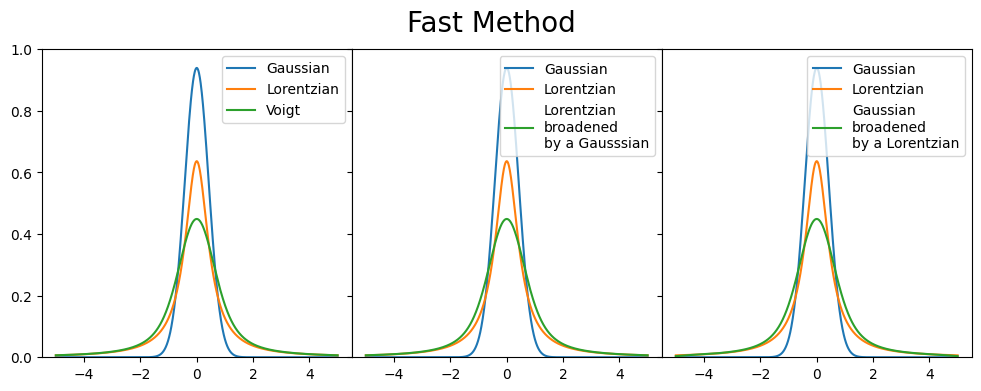 Fast Method
1.0
0.8
0.6
0.4
0.2
0.0
Gaussian
Lorentzian
Voigt
−4 −2 0 2 4
Gaussian
Lorentzian
Lorentzian
broadened
by a Gausssian
−4 −2 0 2 4
Gaussian
Lorentzian
Gaussian
broadened
by a Lorentzian
−4 −2 0 2 4